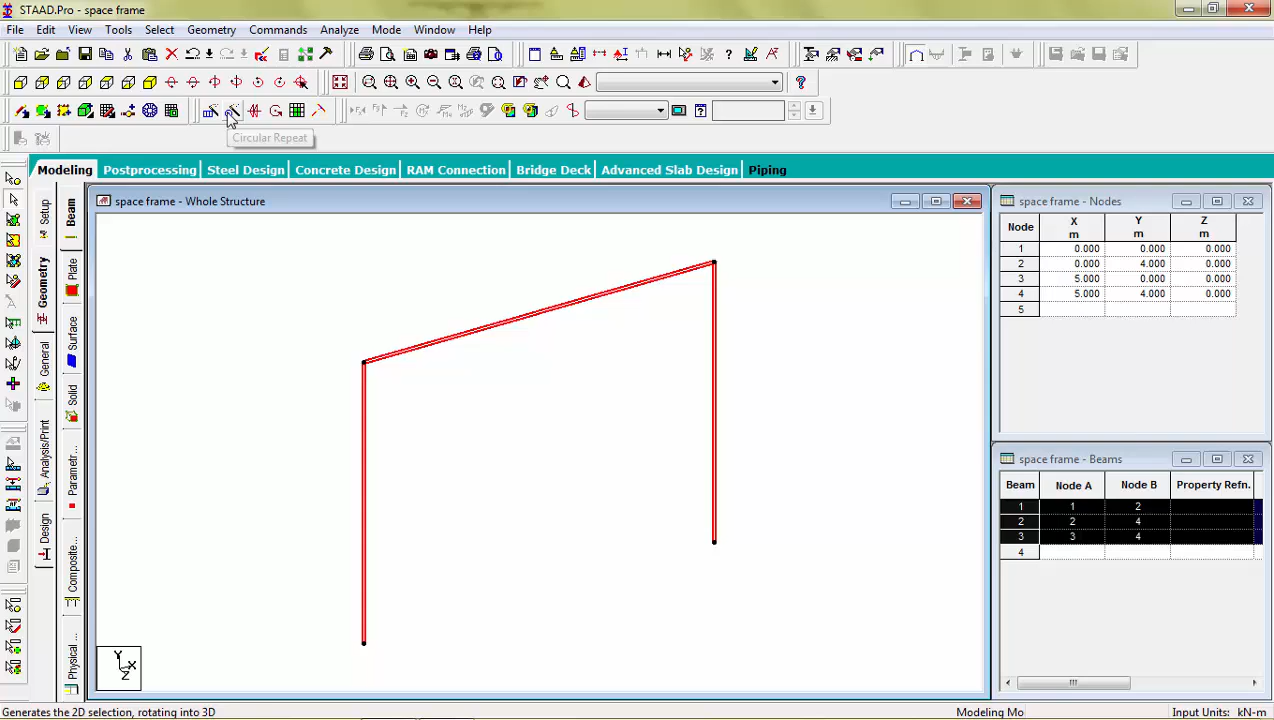 STAAD.Pro - space frame
File Edit View Tools Select Geometry Commands Analyze Mode Window Help
Circular Repeat
Modeling Postprocessing Steel Design Concrete Design RAM Connection Bridge Deck Advanced Slab Design Piping
Setup
Geometry
General
Analysis/Print
Design
Beam
Plate
Surface
Solid
Parametr...
Composite...
Physical ...
space frame - Whole Structure
Y
X
Z
space frame - Nodes
Node X m Y m Z m
1 0.000 0.000 0.000
2 0.000 4.000 0.000
3 5.000 0.000 0.000
4 5.000 4.000 0.000
5
space frame - Beams
Beam Node A Node B Property Refn.
1 1 2
2 2 4
3 3 4
4
Generates the 2D selection, rotating into 3D Modeling Mo Input Units: kN-m